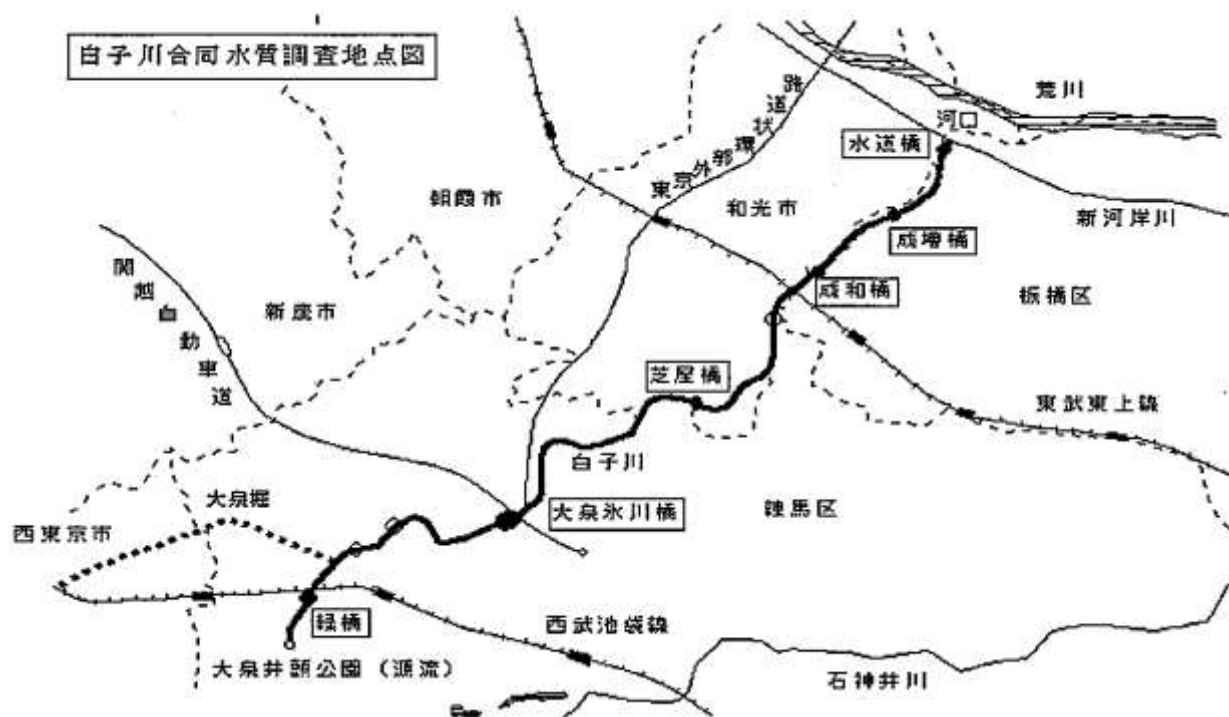 白子川合同水質調査地点図
荒川
河口
水道橋
東京外部環状道路
朝霞市
和光市
新河岸川
成増橋
関越自動車道
新座市
成和橋
板橋区
芝屋橋
東武東上線
白子川
大泉堀
大泉氷川橋
練馬区
西東京市
緑橋
西武池袋線
大泉井頭公園(源流)
石神井川